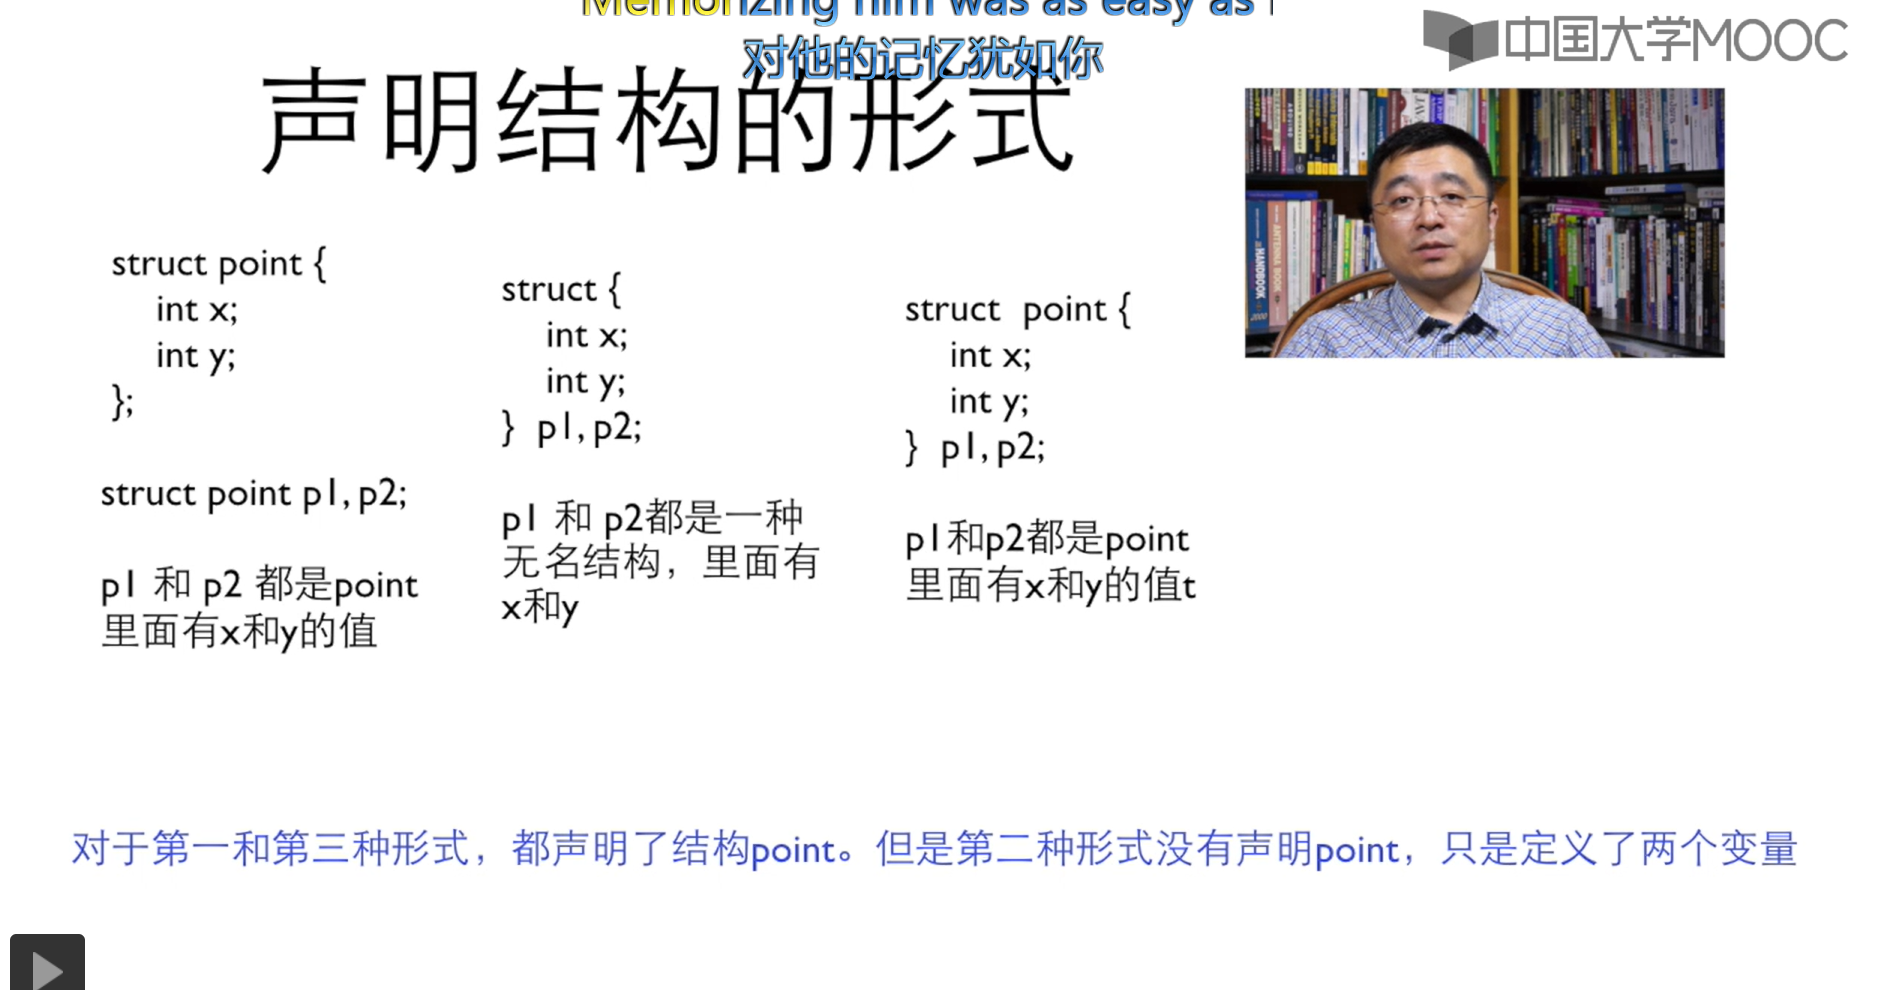 Memorizing him was as easy as
对他的记忆犹如你
中国大学MOOC
声明结构的形式
struct point {
int x;
int y;
};
struct point p1, p2;
p1 和 p2 都是point
里面有x和y的值
struct {
int x;
int y;
} p1, p2;
p1 和 p2都是一种
无名结构，里面有
x和y
struct point {
int x;
int y;
} p1, p2;
p1和p2都是point
里面有x和y的值t
HANDBOOK
ANTENNA BOOK
对于第一和第三种形式，都声明了结构point。但是第二种形式没有声明point，只是定义了两个变量